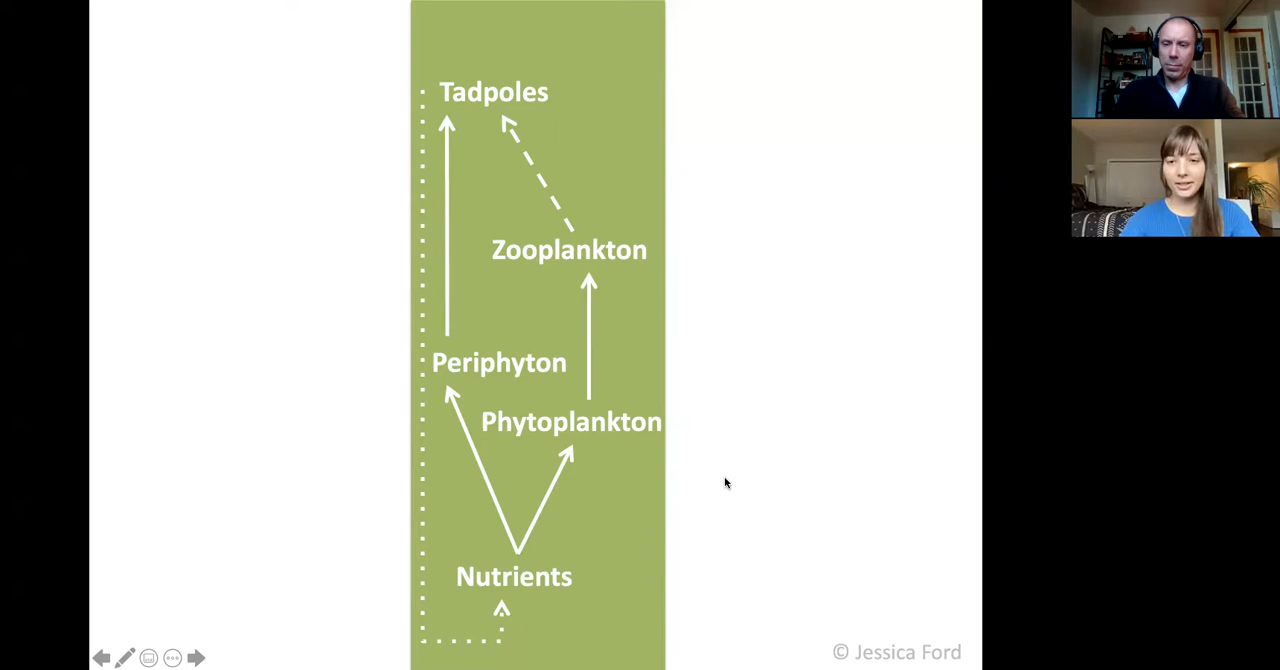 Tadpoles
Zooplankton
Periphyton
Phytoplankton
Nutrients
© Jessica Ford